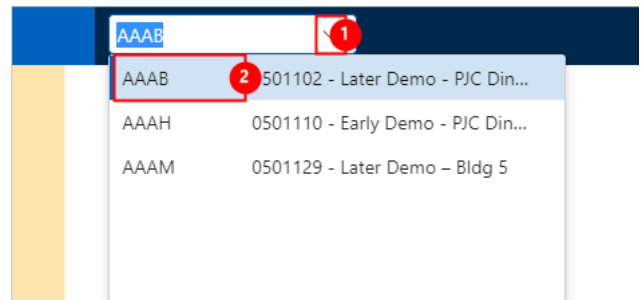 AAAB 1
AAAB 2 501102 - Later Demo - PJC Din...
AAAH 0501110 - Early Demo - PJC Din...
AAAM 0501129 - Later Demo – Bldg 5